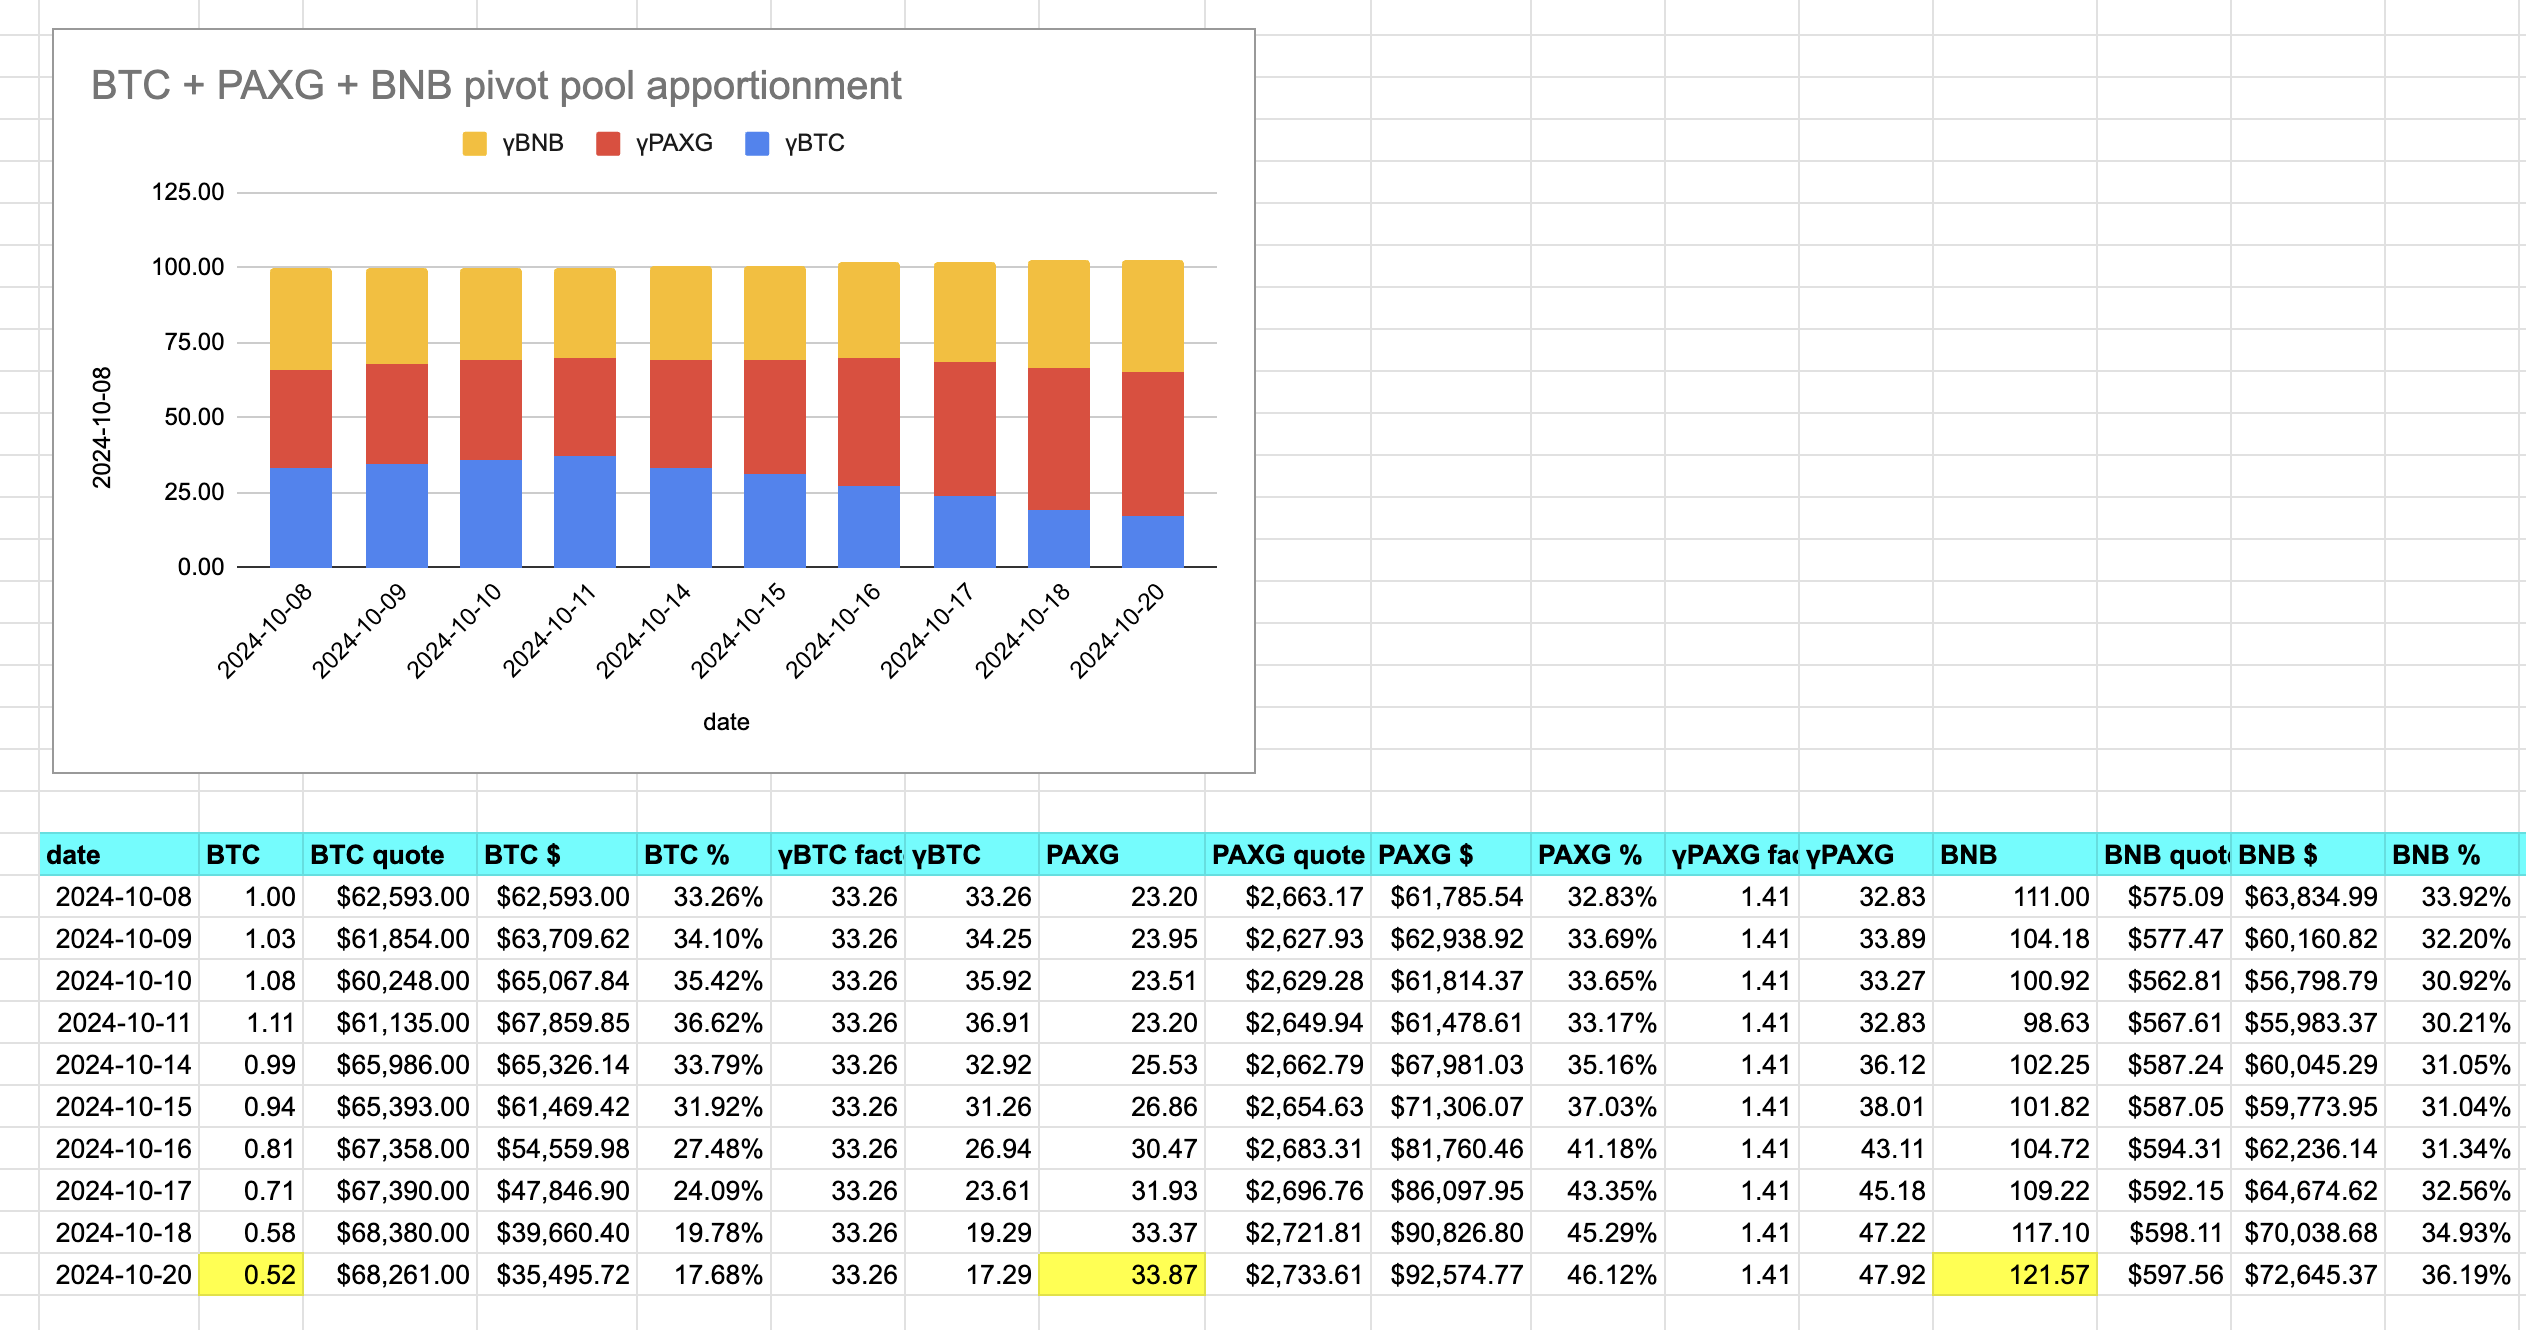 BTC + PAXG + BNB pivot pool apportionment
γBNB γPAXG γBTC
125.00
100.00
75.00
50.00
25.00
0.00
2024-10-08
2024-10-08 2024-10-09 2024-10-10 2024-10-11 2024-10-14 2024-10-15 2024-10-16 2024-10-17 2024-10-18 2024-10-20
date
date BTC BTC quote BTC $ BTC % γBTC fact γBTC PAXG PAXG quote PAXG $ PAXG % γPAXG fac γPAXG BNB BNB quot BNB $ BNB %
2024-10-08 1.00 $62,593.00 $62,593.00 33.26% 33.26 33.26 23.20 $2,663.17 $61,785.54 32.83% 1.41 32.83 111.00 $575.09 $63,834.99 33.92%
2024-10-09 1.03 $61,854.00 $63,709.62 34.10% 33.26 34.25 23.95 $2,627.93 $62,938.92 33.69% 1.41 33.89 104.18 $577.47 $60,160.82 32.20%
2024-10-10 1.08 $60,248.00 $65,067.84 35.42% 33.26 35.92 23.51 $2,629.28 $61,814.37 33.65% 1.41 33.27 100.92 $562.81 $56,798.79 30.92%
2024-10-11 1.11 $61,135.00 $67,859.85 36.62% 33.26 36.91 23.20 $2,649.94 $61,478.61 33.17% 1.41 32.83 98.63 $567.61 $55,983.37 30.21%
2024-10-14 0.99 $65,986.00 $65,326.14 33.79% 33.26 32.92 25.53 $2,662.79 $67,981.03 35.16% 1.41 36.12 102.25 $587.24 $60,045.29 31.05%
2024-10-15 0.94 $65,393.00 $61,469.42 31.92% 33.26 31.26 26.86 $2,654.63 $71,306.07 37.03% 1.41 38.01 101.82 $587.05 $59,773.95 31.04%
2024-10-16 0.81 $67,358.00 $54,559.98 27.48% 33.26 26.94 30.47 $2,683.31 $81,760.46 41.18% 1.41 43.11 104.72 $594.31 $62,236.14 31.34%
2024-10-17 0.71 $67,390.00 $47,846.90 24.09% 33.26 23.61 31.93 $2,696.76 $86,097.95 43.35% 1.41 45.18 109.22 $592.15 $64,674.62 32.56%
2024-10-18 0.58 $68,380.00 $39,660.40 19.78% 33.26 19.29 33.37 $2,721.81 $90,826.80 45.29% 1.41 47.22 117.10 $598.11 $70,038.68 34.93%
2024-10-20 0.52 $68,261.00 $35,495.72 17.68% 33.26 17.29 33.87 $2,733.61 $92,574.77 46.12% 1.41 47.92 121.57 $597.56 $72,645.37 36.19%